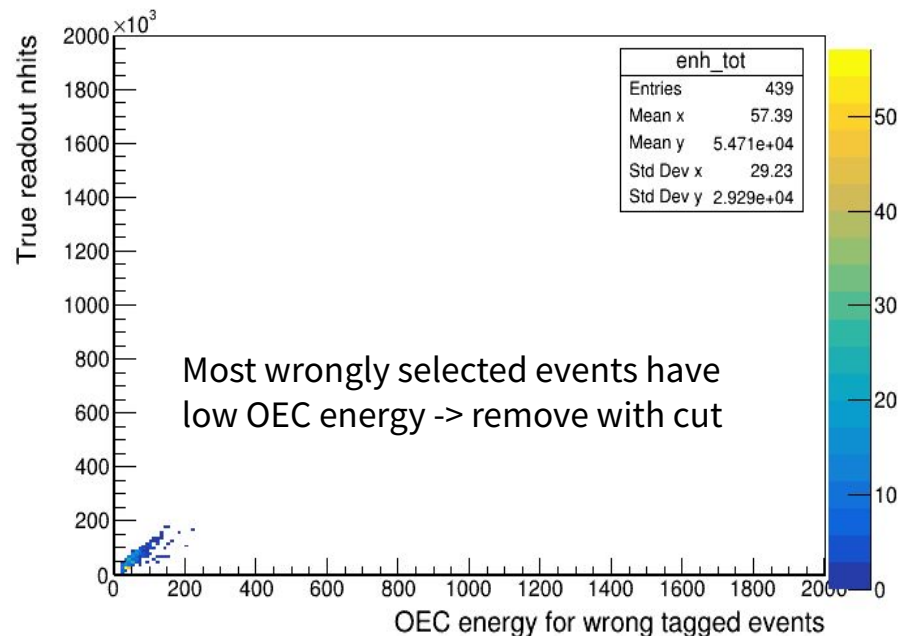 ×10³
True readout nhits
2000
1800
1600
1400
1200
1000
800
600
400
200
0
enh_tot
Entries 439
Mean x 57.39
Mean y 5.471e+04
Std Dev x 29.23
Std Dev y 2.929e+04
Most wrongly selected events have
low OEC energy -> remove with cut
50
40
30
20
10
0
0 200 400 600 800 1000 1200 1400 1600 1800 2000
OEC energy for wrong tagged events